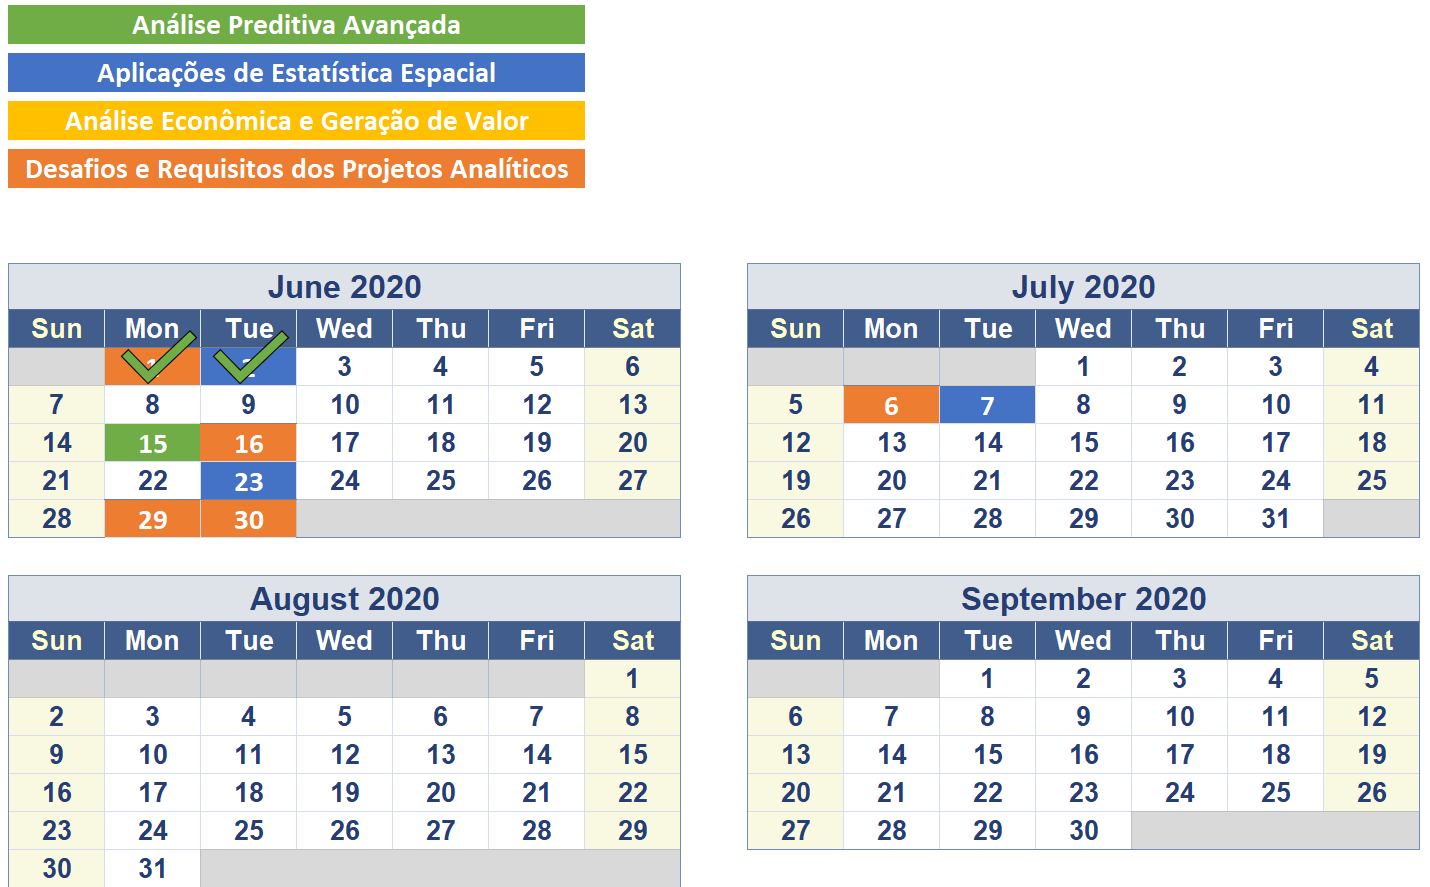 Análise Preditiva Avançada
Aplicações de Estatística Espacial
Análise Econômica e Geração de Valor
Desafios e Requisitos dos Projetos Analíticos
June 2020
Sun Mon Tue Wed Thu Fri Sat
3 4 5 6
7 8 9 10 11 12 13
14 15 16 17 18 19 20
21 22 23 24 25 26 27
28 29 30
July 2020
Sun Mon Tue Wed Thu Fri Sat
1 2 3 4
5 6 7 8 9 10 11
12 13 14 15 16 17 18
19 20 21 22 23 24 25
26 27 28 29 30 31
August 2020
Sun Mon Tue Wed Thu Fri Sat
1
2 3 4 5 6 7 8
9 10 11 12 13 14 15
16 17 18 19 20 21 22
23 24 25 26 27 28 29
30 31
September 2020
Sun Mon Tue Wed Thu Fri Sat
1 2 3 4 5
6 7 8 9 10 11 12
13 14 15 16 17 18 19
20 21 22 23 24 25 26
27 28 29 30